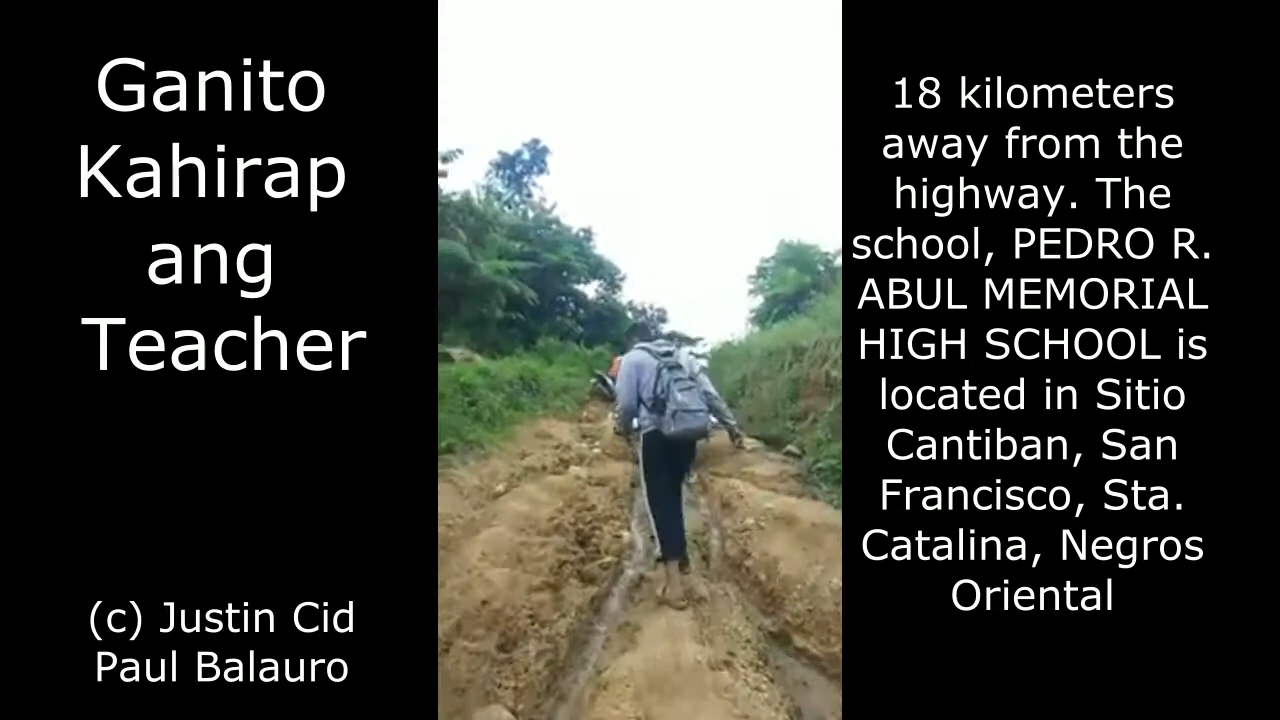 Ganito
Kahirap
ang
Teacher
(c) Justin Cid
Paul Balauro
18 kilometers
away from the
highway. The
school, PEDRO R.
ABUL MEMORIAL
HIGH SCHOOL is
located in Sitio
Cantiban, San
Francisco, Sta.
Catalina, Negros
Oriental